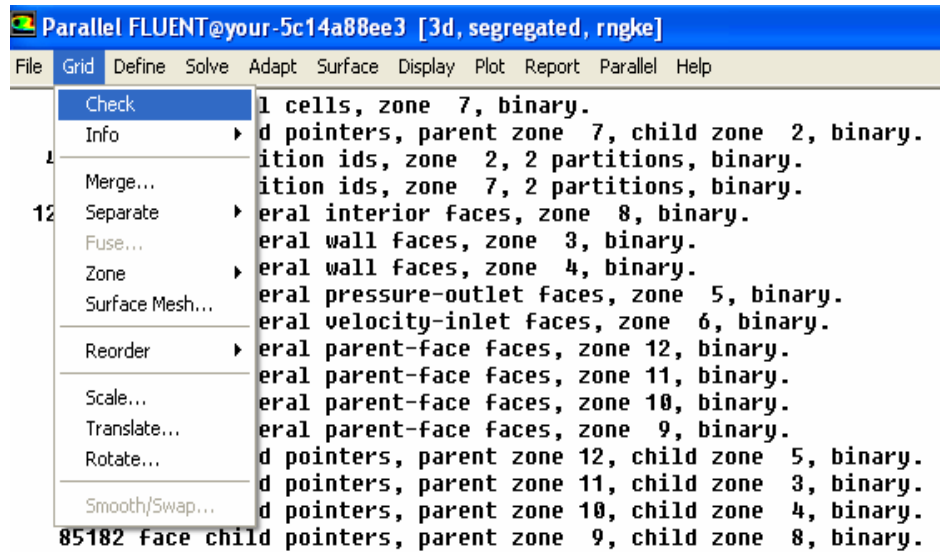 Parallel FLUENT@your-5c14a88ee3 [3d, segregated, rngke]
File Grid Define Solve Adapt Surface Display Plot Report Parallel Help
Check
Info
Merge...
Separate
Fuse...
Zone
Surface Mesh...
Reorder
Scale...
Translate...
Rotate...
Smooth/Swap...
l cells, zone 7, binary.
d pointers, parent zone 7, child zone 2, binary.
ition ids, zone 2, 2 partitions, binary.
ition ids, zone 7, 2 partitions, binary.
12 eral interior faces, zone 8, binary.
eral wall faces, zone 3, binary.
eral wall faces, zone 4, binary.
eral pressure-outlet faces, zone 5, binary.
eral velocity-inlet faces, zone 6, binary.
eral parent-face faces, zone 12, binary.
eral parent-face faces, zone 11, binary.
eral parent-face faces, zone 10, binary.
eral parent-face faces, zone 9, binary.
d pointers, parent zone 12, child zone 5, binary.
d pointers, parent zone 11, child zone 3, binary.
d pointers, parent zone 10, child zone 4, binary.
85182 face child pointers, parent zone 9, child zone 8, binary.